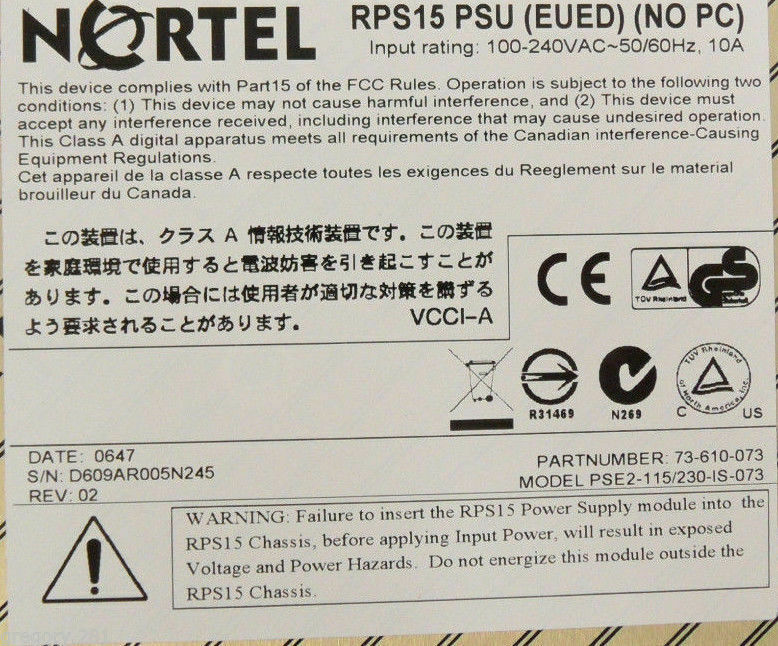 NORTEL
RPS15 PSU (EUED) (NO PC)
Input rating: 100-240VAC~50/60Hz, 10A
This device complies with Part15 of the FCC Rules. Operation is subject to the following two
conditions: (1) This device may not cause harmful interference, and (2) This device must
accept any interference received, including interference that may cause undesired operation.
This Class A digital apparatus meets all requirements of the Canadian interference-Causing
Equipment Regulations.
Cet appareil de la classe A respecte toutes les exigences du Reeglement sur le material
brouilleur du Canada.
この装置は、クラス A 情報技術装置です。この装置
を家庭環境で使用すると電波妨害を引き起こすことが
あります。この場合には使用者が適切な対策を講ずる
よう要求されることがあります。 VCCI-A
CE
TÜV Rheinland
GS
R31469
N269
TUV Rheinland
of North America, Inc.
C US
DATE: 0647
S/N: D609AR005N245
REV: 02
PARTNUMBER: 73-610-073
MODEL PSE2-115/230-IS-073
WARNING: Failure to insert the RPS15 Power Supply module into the
RPS15 Chassis, before applying Input Power, will result in exposed
Voltage and Power Hazards. Do not energize this module outside the
RPS15 Chassis.